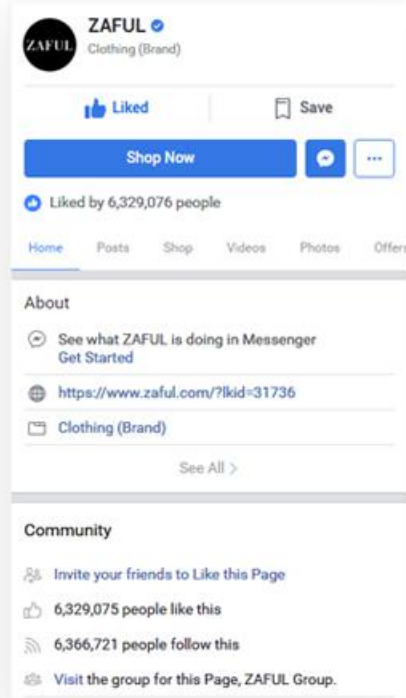 ZAFUL
ZAFUL
Clothing (Brand)
Liked
Save
Shop Now
Liked by 6,329,076 people
Home Posts Shop Videos Photos Offers
About
See what ZAFUL is doing in Messenger
Get Started
https://www.zaful.com/?lkid=31736
Clothing (Brand)
See All >
Community
Invite your friends to Like this Page
6,329,075 people like this
6,366,721 people follow this
Visit the group for this Page, ZAFUL Group.